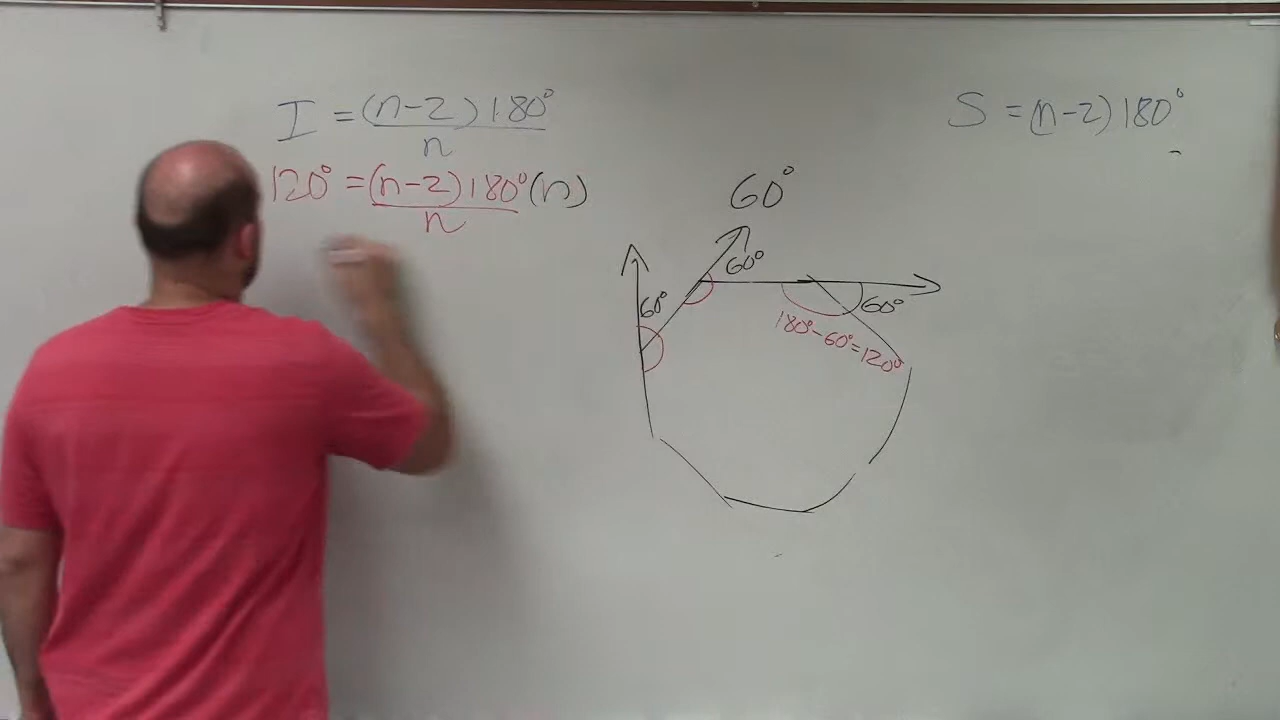 I = (n-2)180°
n
S = (n-2)180°
120° = (n-2)180°(n)
n
60°
60°
60°
60°
180°-60°=120°